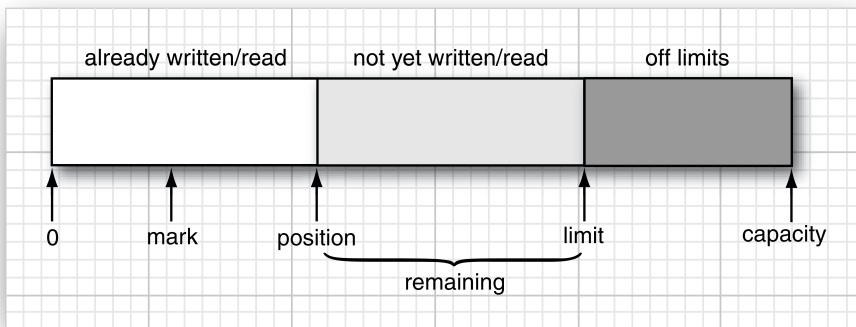 already written/read not yet written/read off limits
0 mark position limit capacity
remaining